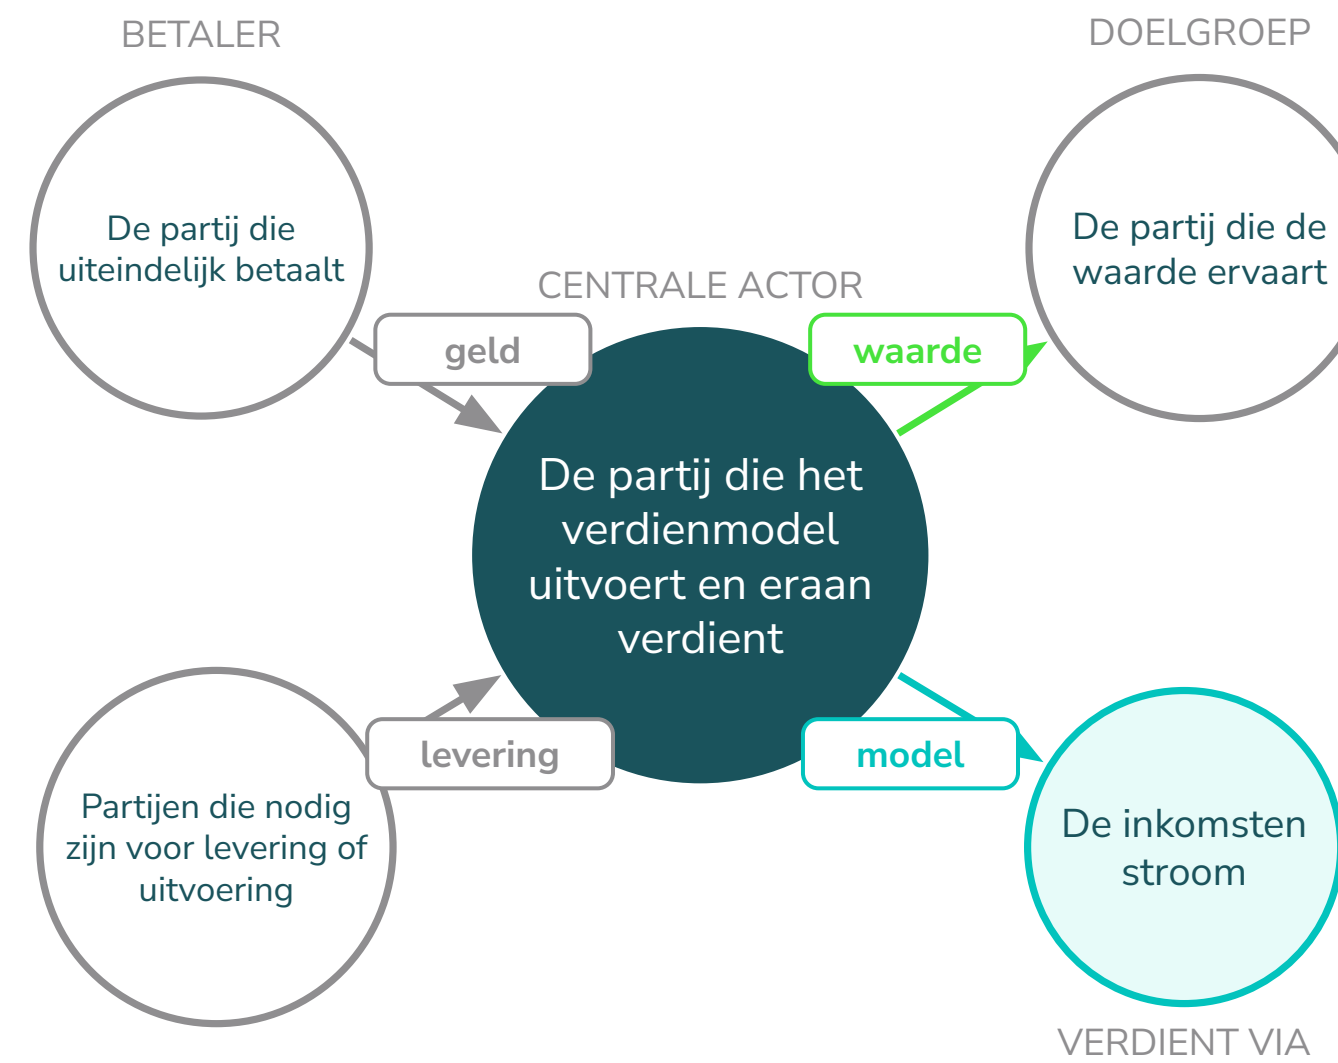 BETALER
DOELGROEP
De partij die
uiteindelijk betaalt
De partij die de
waarde ervaart
CENTRALE ACTOR
geld
waarde
De partij die het
verdienmodel
uitvoert en eraan
verdient
levering
model
Partijen die nodig
zijn voor levering of
uitvoering
De inkomsten
stroom
VERDIENT VIA